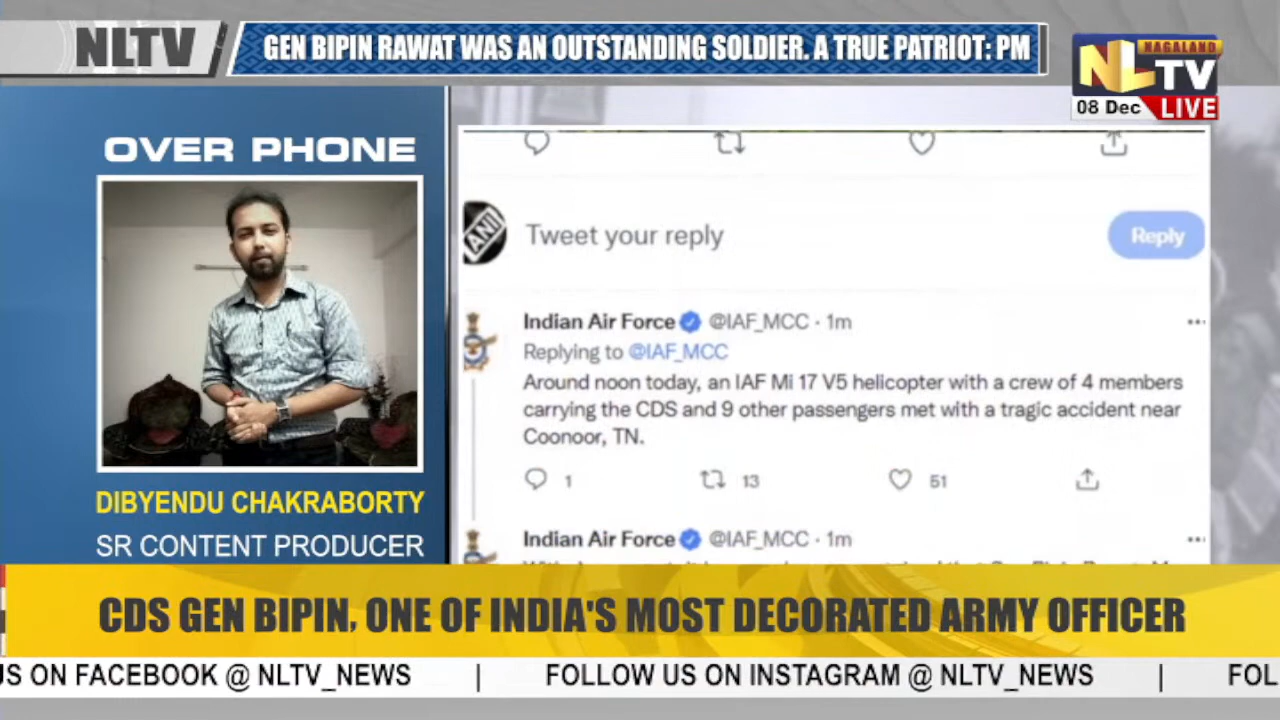 NLTV
GEN BIPIN RAWAT WAS AN OUTSTANDING SOLDIER. A TRUE PATRIOT: PM
NAGALAND
NLTV
08 Dec LIVE
OVER PHONE
DIBYENDU CHAKRABORTY
SR CONTENT PRODUCER
ANI
Tweet your reply
Reply
Indian Air Force @IAF_MCC · 1m
Replying to @IAF_MCC
Around noon today, an IAF Mi 17 V5 helicopter with a crew of 4 members
carrying the CDS and 9 other passengers met with a tragic accident near
Coonoor, TN.
1 13 51
Indian Air Force @IAF_MCC · 1m
CDS GEN BIPIN, ONE OF INDIA'S MOST DECORATED ARMY OFFICER
US ON FACEBOOK @ NLTV_NEWS | FOLLOW US ON INSTAGRAM @ NLTV_NEWS | FOL